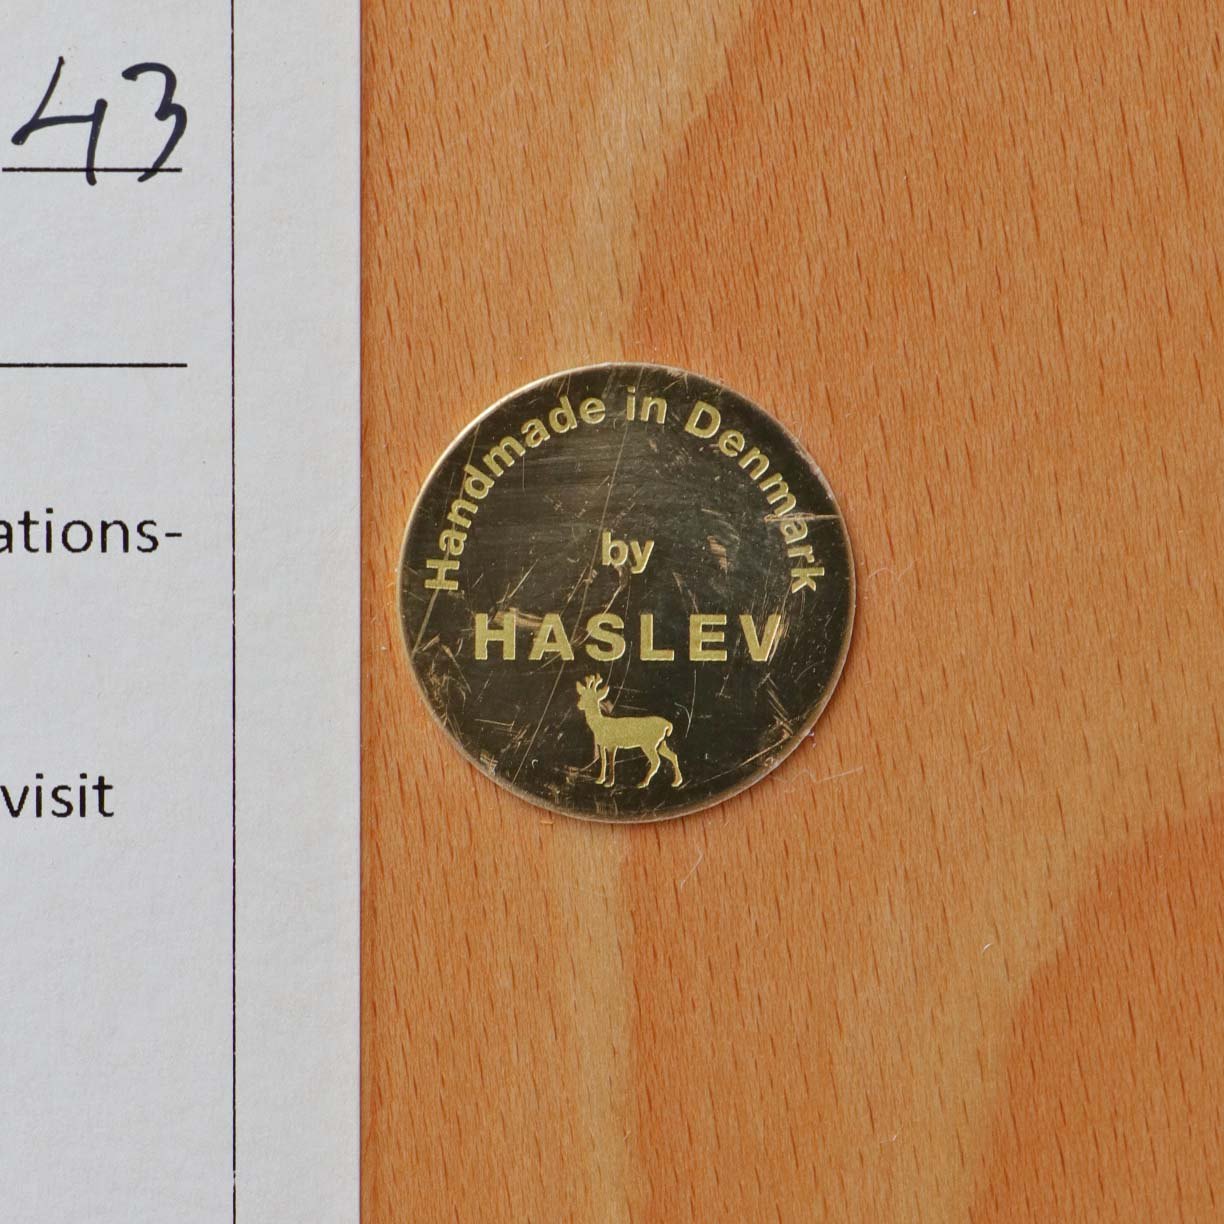 43
ations-
visit
Handmade in Denmark
by
HASLEV